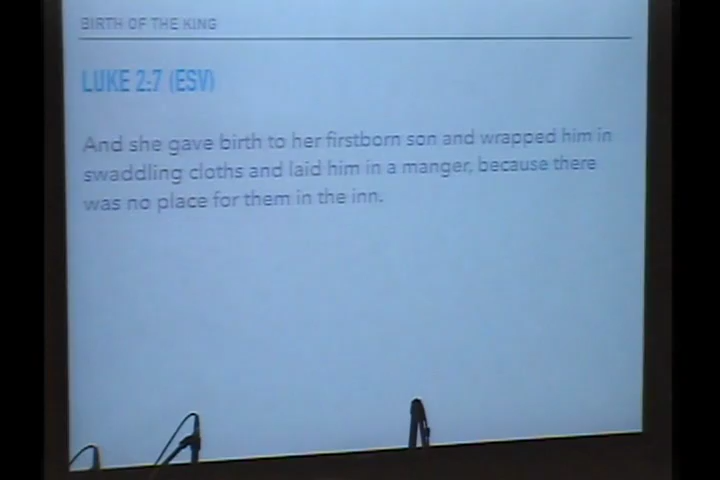 BIRTH OF THE KING
LUKE 2:7 (ESV)
And she gave birth to her firstborn son and wrapped him in
swaddling cloths and laid him in a manger, because there
was no place for them in the inn.